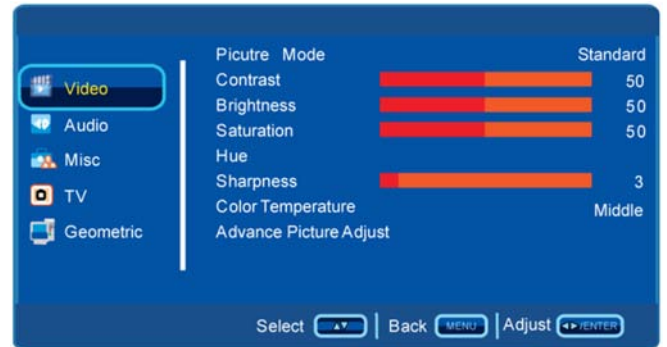 Video
Audio
Misc
TV
Geometric
Picutre Mode Standard
Contrast 50
Brightness 50
Saturation 50
Hue
Sharpness 3
Color Temperature Middle
Advance Picture Adjust
Select ▲▼ Back MENU Adjust ◄►/ENTER